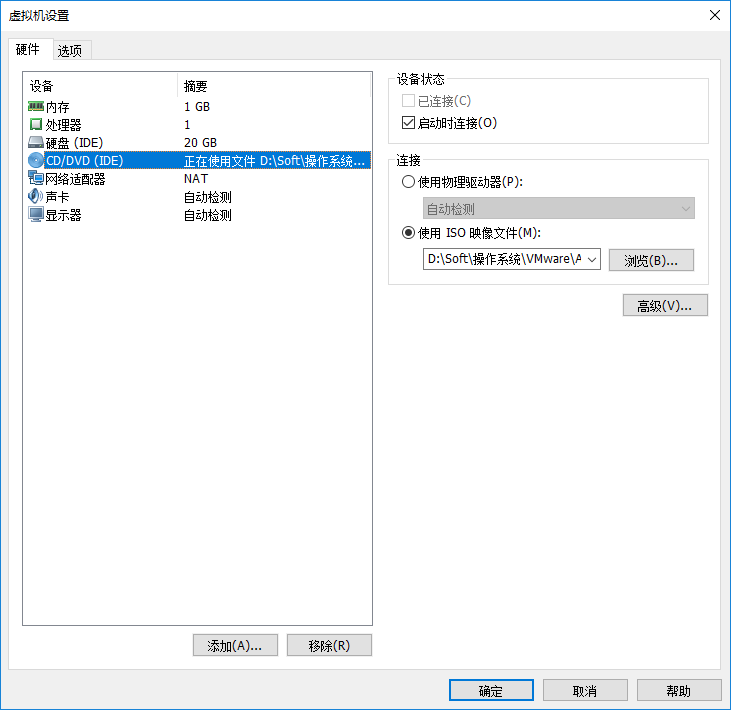 虚拟机设置
硬件 选项
设备 摘要
内存 1 GB
处理器 1
硬盘 (IDE) 20 GB
CD/DVD (IDE) 正在使用文件 D:\Soft\操作系统...
网络适配器 NAT
声卡 自动检测
显示器 自动检测
添加(A)... 移除(R)
设备状态
已连接(C)
启动时连接(O)
连接
使用物理驱动器(P):
自动检测
使用 ISO 映像文件(M):
D:\Soft\操作系统\VMware\A 浏览(B)...
高级(V)...
确定 取消 帮助